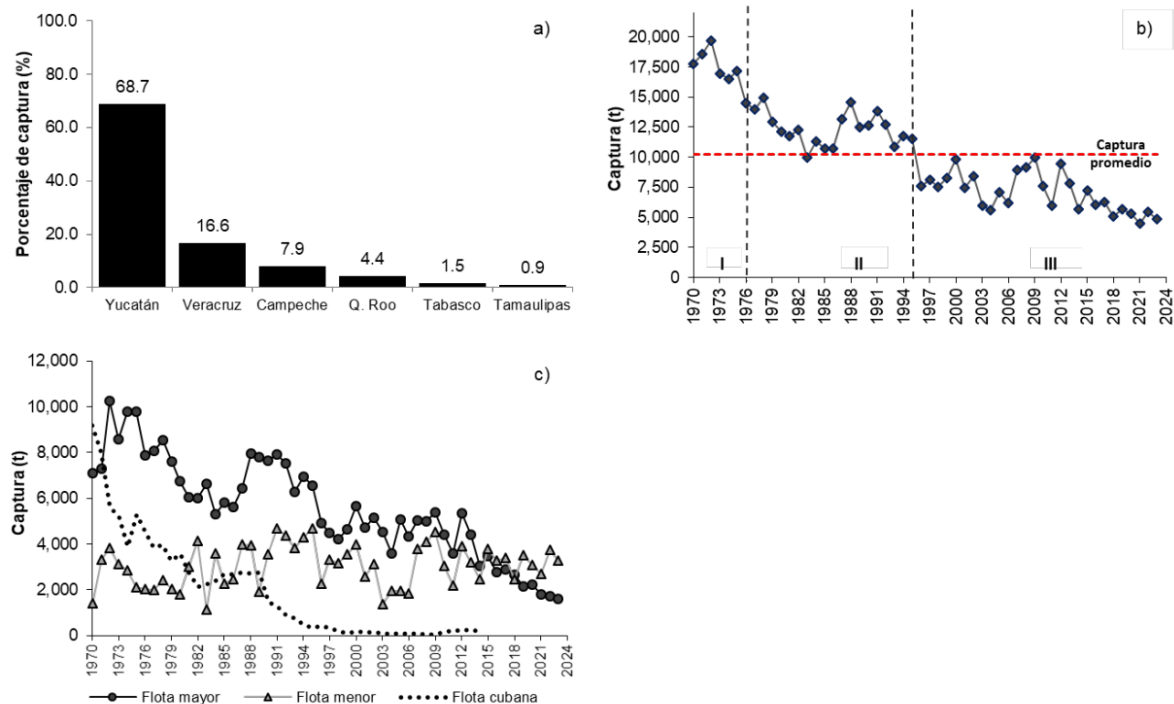 a)
Porcentaje de captura (%)
100.0
80.0
60.0
40.0
20.0
0.0
68.7
16.6
7.9
4.4
1.5
0.9
Yucatán Veracruz Campeche Q. Roo Tabasco Tamaulipas
b)
Captura (t)
20,000
17,500
15,000
12,500
10,000
7,500
5,000
2,500
0
Captura
promedio
I II III
1970 1973 1976 1979 1982 1985 1988 1991 1994 1997 2000 2003 2006 2009 2012 2015 2018 2021 2024
c)
Captura (t)
12,000
10,000
8,000
6,000
4,000
2,000
0
1970 1973 1976 1979 1982 1985 1988 1991 1994 1997 2000 2003 2006 2009 2012 2015 2018 2021 2024
Flota mayor Flota menor Flota cubana